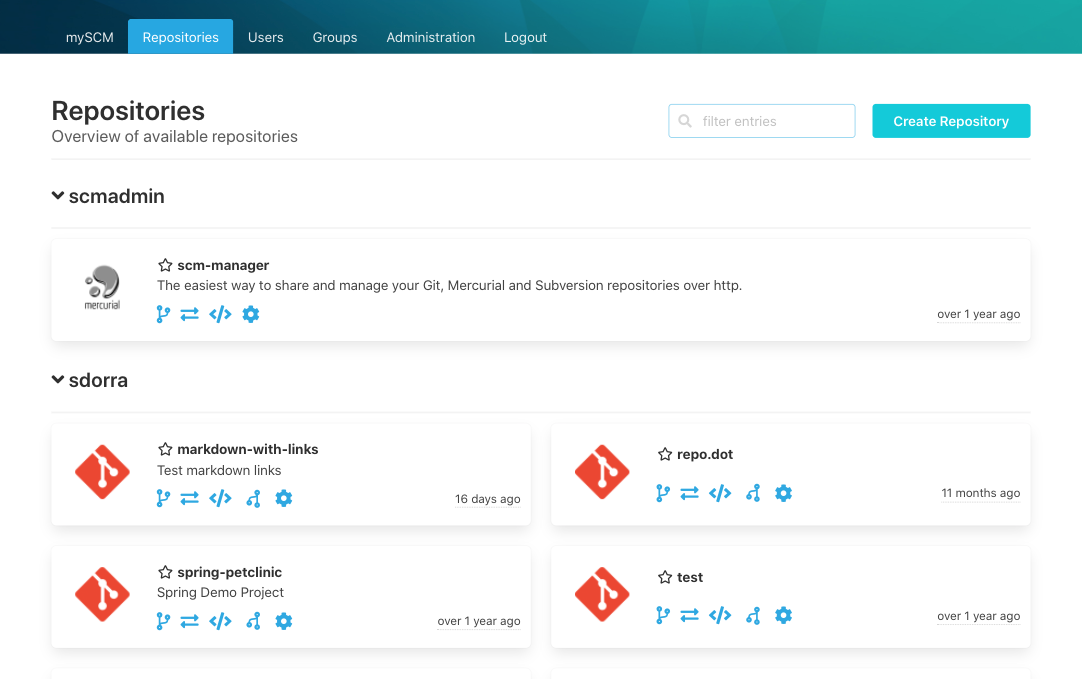 mySCM Repositories Users Groups Administration Logout
Repositories
Overview of available repositories
filter entries
Create Repository
scmadmin
mercurial
scm-manager
The easiest way to share and manage your Git, Mercurial and Subversion repositories over http.
over 1 year ago
sdorra
markdown-with-links
Test markdown links
16 days ago
repo.dot
11 months ago
spring-petclinic
Spring Demo Project
over 1 year ago
test
over 1 year ago